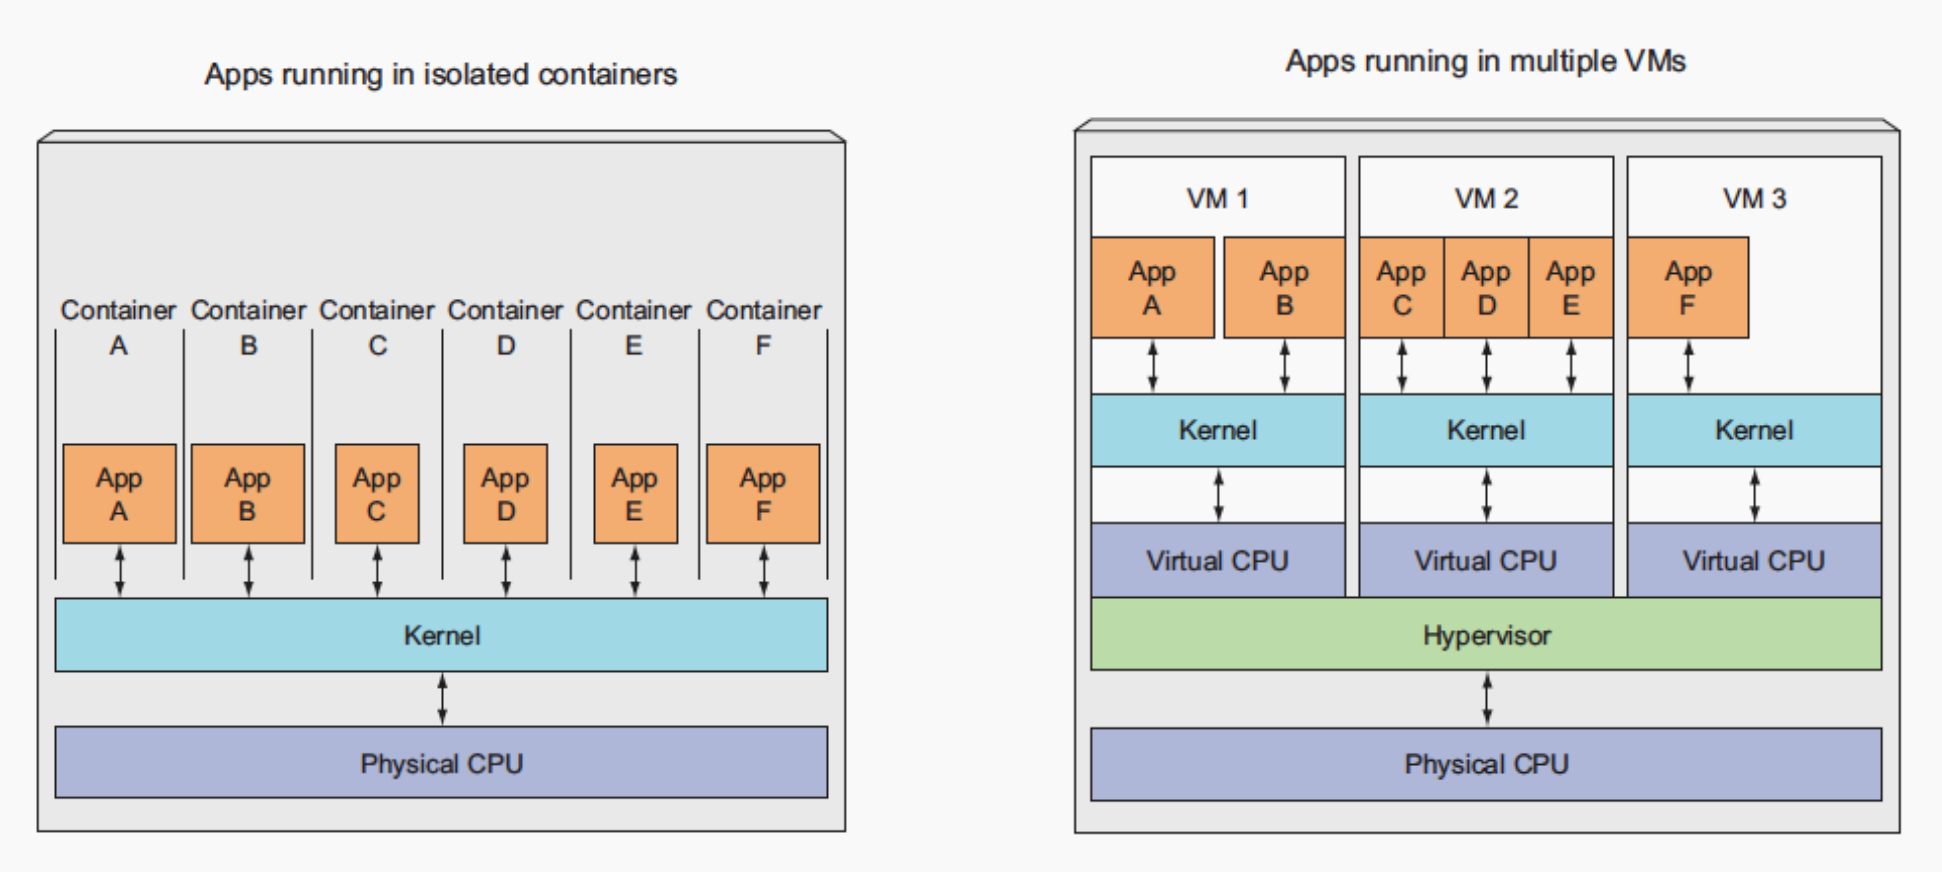 Apps running in isolated containers
Container Container Container Container Container Container
A B C D E F
App App App App App App
A B C D E F
Kernel
Physical CPU
Apps running in multiple VMs
VM 1 VM 2 VM 3
App App App App App App
A B C D E F
Kernel Kernel Kernel
Virtual CPU Virtual CPU Virtual CPU
Hypervisor
Physical CPU